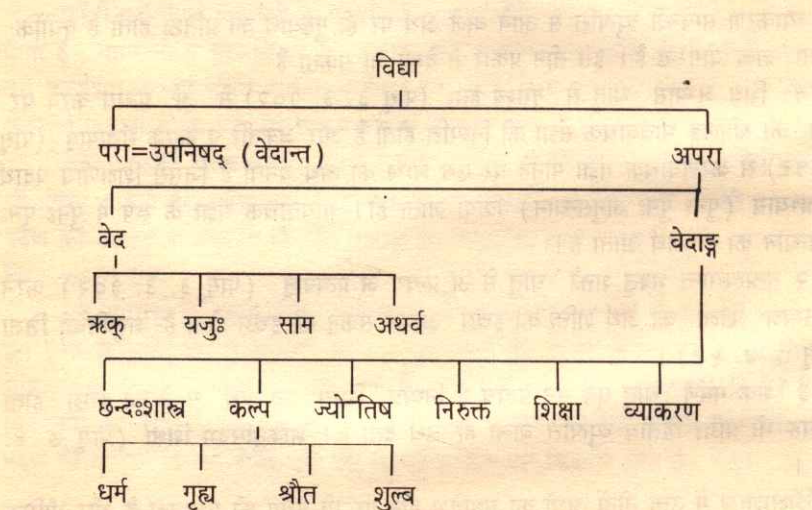 विद्या
परा=उपनिषद् (वेदान्त) अपरा
वेद वेदाङ्ग
ऋक् यजुः साम अथर्व
छन्दःशास्त्र कल्प ज्योतिष निरुक्त शिक्षा व्याकरण
धर्म गृह्य श्रौत शुल्ब